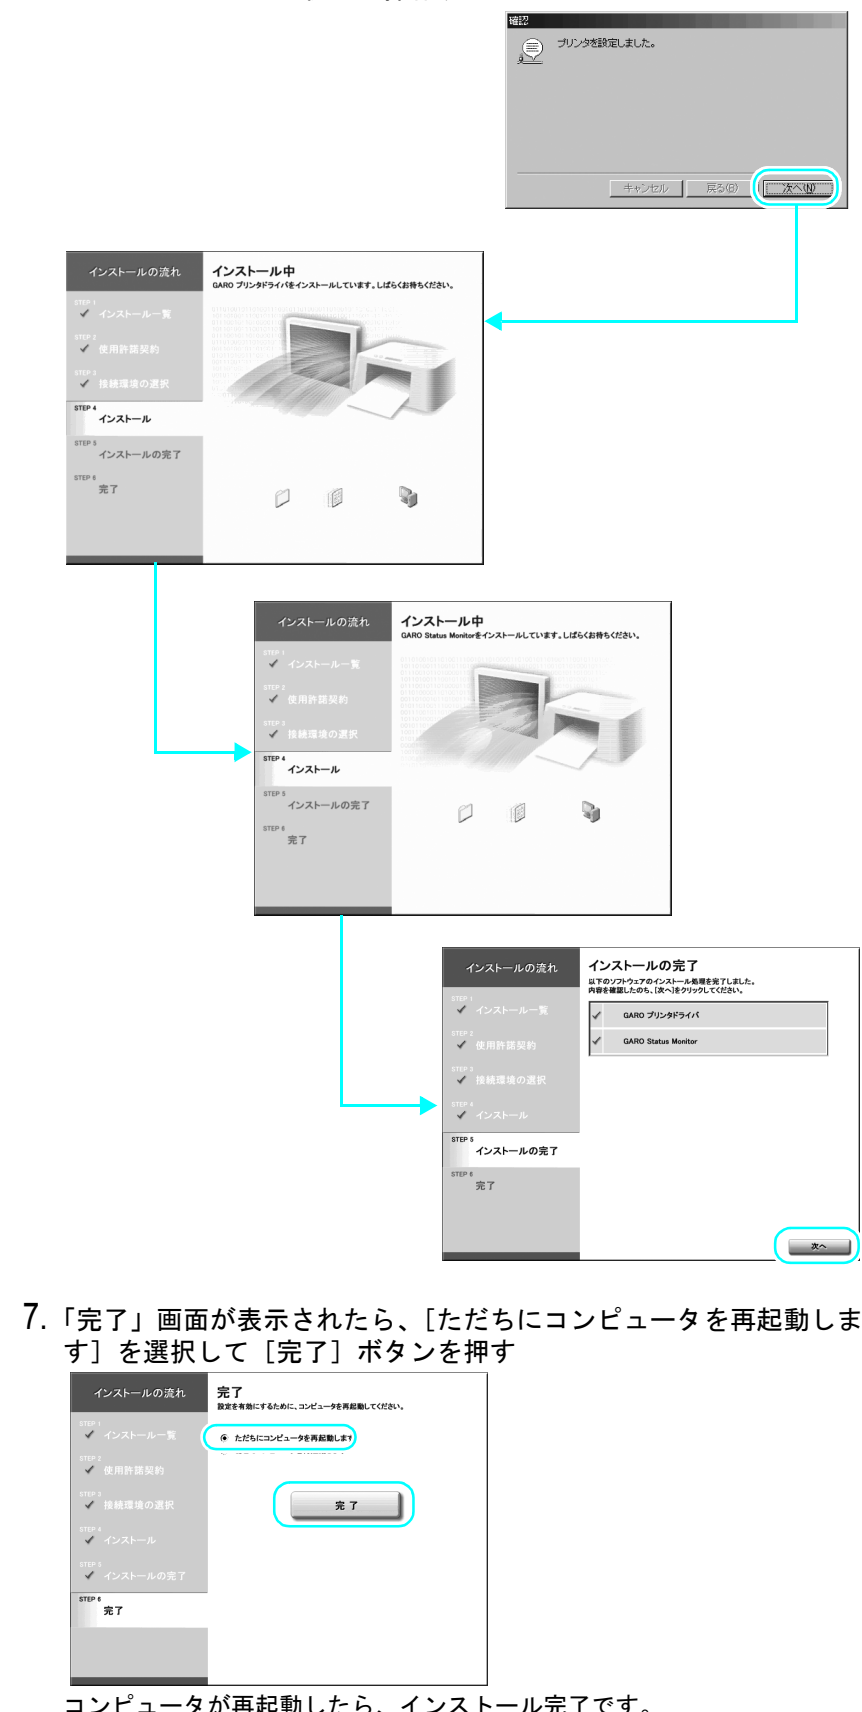 確認
プリンタを設定しました。
キャンセル
戻る(B)
次へ(N)
インストールの流れ
STEP 1
インストール一覧
STEP 2
使用許諾契約
STEP 3
接続環境の選択
STEP 4
インストール
STEP 5
インストールの完了
STEP 6
完了
インストール中
GARO プリンタドライバをインストールしています。しばらくお待ちください。
インストールの流れ
STEP 1
インストール一覧
STEP 2
使用許諾契約
STEP 3
接続環境の選択
STEP 4
インストール
STEP 5
インストールの完了
STEP 6
完了
インストール中
GARO Status Monitorをインストールしています。しばらくお待ちください。
インストールの流れ
STEP 1
インストール一覧
STEP 2
使用許諾契約
STEP 3
接続環境の選択
STEP 4
インストール
STEP 5
インストールの完了
STEP 6
完了
インストールの完了
以下のソフトウェアのインストール処理を完了しました。
内容を確認したのち、[次へ]をクリックしてください。
GARO プリンタドライバ
GARO Status Monitor
次へ
7.「完了」画面が表示されたら、[ただちにコンピュータを再起動しま
す] を選択して [完了] ボタンを押す
インストールの流れ
STEP 1
インストール一覧
STEP 2
使用許諾契約
STEP 3
接続環境の選択
STEP 4
インストール
STEP 5
インストールの完了
STEP 6
完了
完了
設定を有効にするために、コンピュータを再起動してください。
ただちにコンピュータを再起動します
完了
コンピュータが再起動したら、インストール完了です。